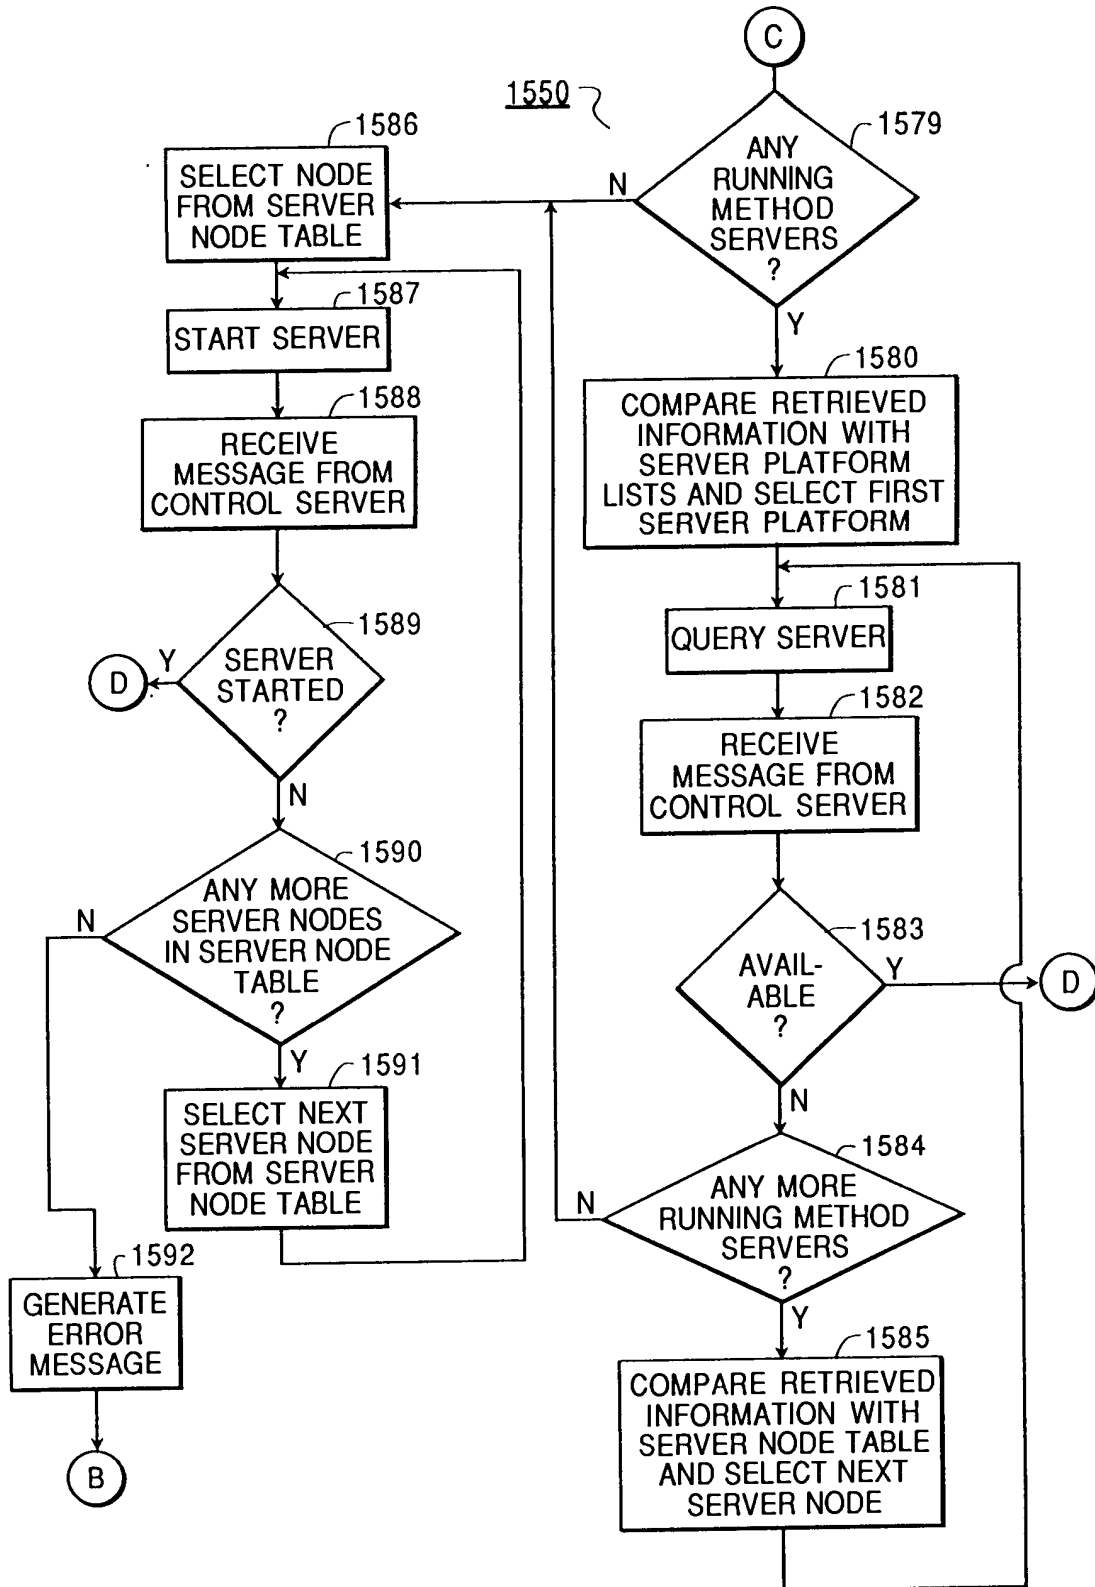 C
1550
1579
ANY
RUNNING
METHOD
SERVERS
?
N
Y
1586
SELECT NODE
FROM SERVER
NODE TABLE
1587
START SERVER
1588
RECEIVE
MESSAGE FROM
CONTROL SERVER
1589
SERVER
STARTED
?
Y
D
N
1590
ANY MORE
SERVER NODES
IN SERVER NODE
TABLE
?
N
Y
1591
SELECT NEXT
SERVER NODE
FROM SERVER
NODE TABLE
1592
GENERATE
ERROR
MESSAGE
B
1580
COMPARE RETRIEVED
INFORMATION WITH
SERVER PLATFORM
LISTS AND SELECT FIRST
SERVER PLATFORM
1581
QUERY SERVER
1582
RECEIVE
MESSAGE FROM
CONTROL SERVER
1583
AVAIL-
ABLE
?
Y
D
N
1584
ANY MORE
RUNNING METHOD
SERVERS
?
N
Y
1585
COMPARE RETRIEVED
INFORMATION WITH
SERVER NODE TABLE
AND SELECT NEXT
SERVER NODE